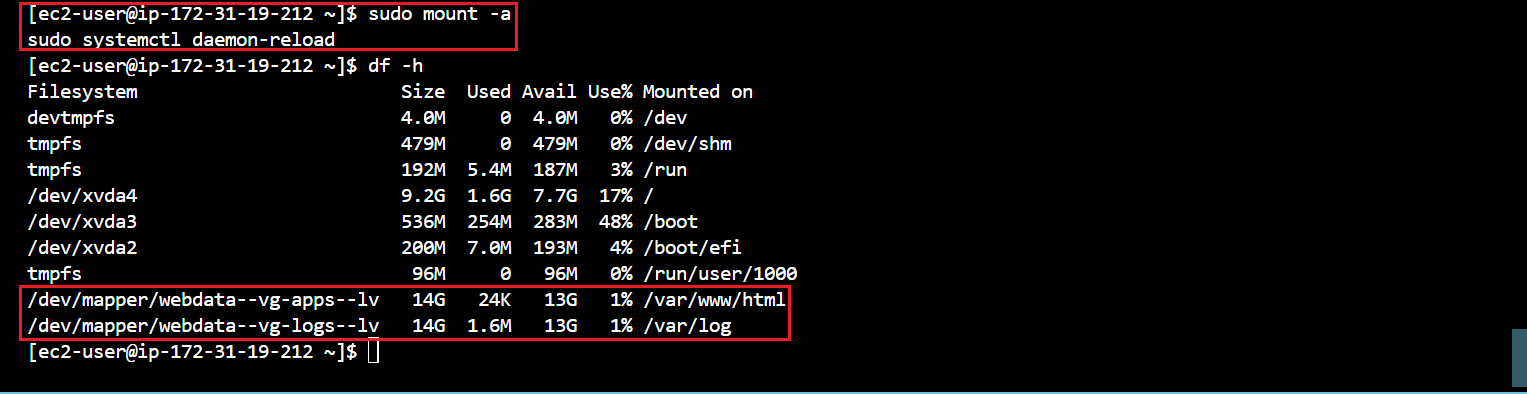 [ec2-user@ip-172-31-19-212 ~]$ sudo mount -a
sudo systemctl daemon-reload
[ec2-user@ip-172-31-19-212 ~]$ df -h
Filesystem                        Size  Used Avail Use% Mounted on
devtmpfs                          4.0M     0  4.0M   0% /dev
tmpfs                             479M     0  479M   0% /dev/shm
tmpfs                             192M  5.4M  187M   3% /run
/dev/xvda4                        9.2G  1.6G  7.7G  17% /
/dev/xvda3                        536M  254M  283M  48% /boot
/dev/xvda2                        200M  7.0M  193M   4% /boot/efi
tmpfs                              96M     0   96M   0% /run/user/1000
/dev/mapper/webdata--vg-apps--lv   14G   24K   13G   1% /var/www/html
/dev/mapper/webdata--vg-logs--lv   14G  1.6M   13G   1% /var/log
[ec2-user@ip-172-31-19-212 ~]$